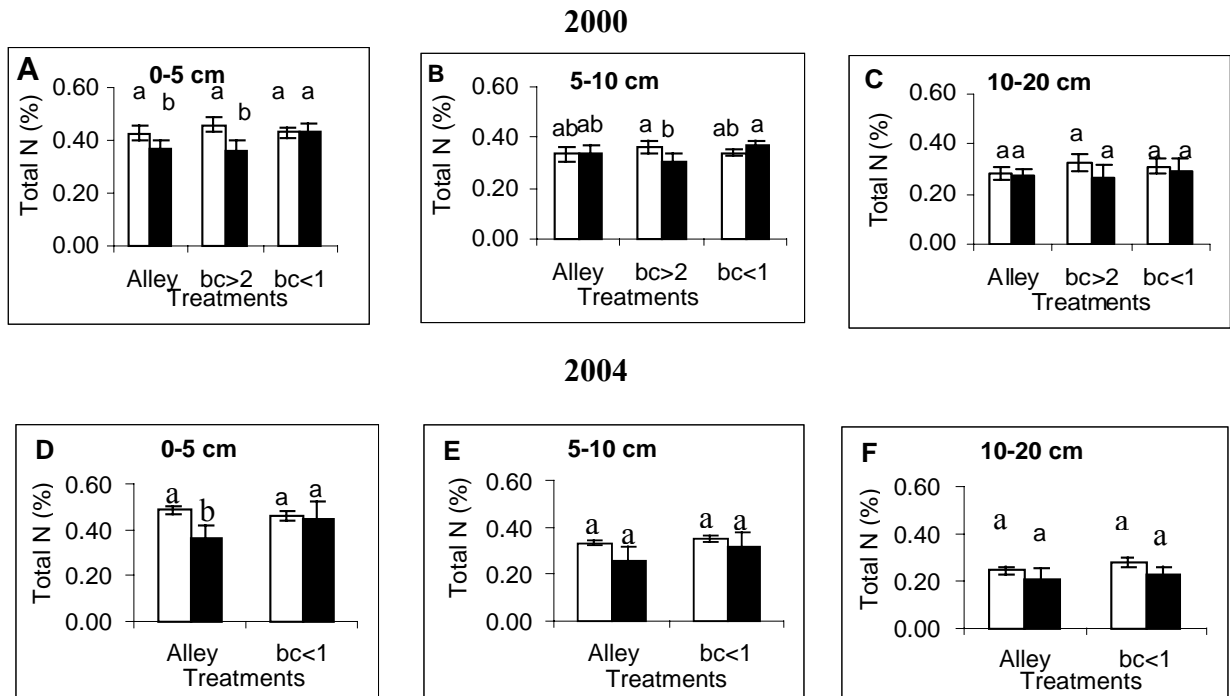 2000
A
0-5 cm
Total N (%)
0.60
0.40
0.20
0.00
a b a b a a
Alley bc>2 bc<1
Treatments
B
5-10 cm
Total N (%)
0.60
0.40
0.20
0.00
ab ab a b ab a
Alley bc>2 bc<1
Treatments
C
10-20 cm
Total N (%)
0.60
0.40
0.20
0.00
a a a a a a
Alley bc>2 bc<1
Treatments
2004
D
0-5 cm
Total N (%)
0.60
0.40
0.20
0.00
a b a a
Alley bc<1
Treatments
E
5-10 cm
Total N (%)
0.60
0.40
0.20
0.00
a a a a
Alley bc<1
Treatments
F
10-20 cm
Total N (%)
0.60
0.40
0.20
0.00
a a a a
Alley bc<1
Treatments